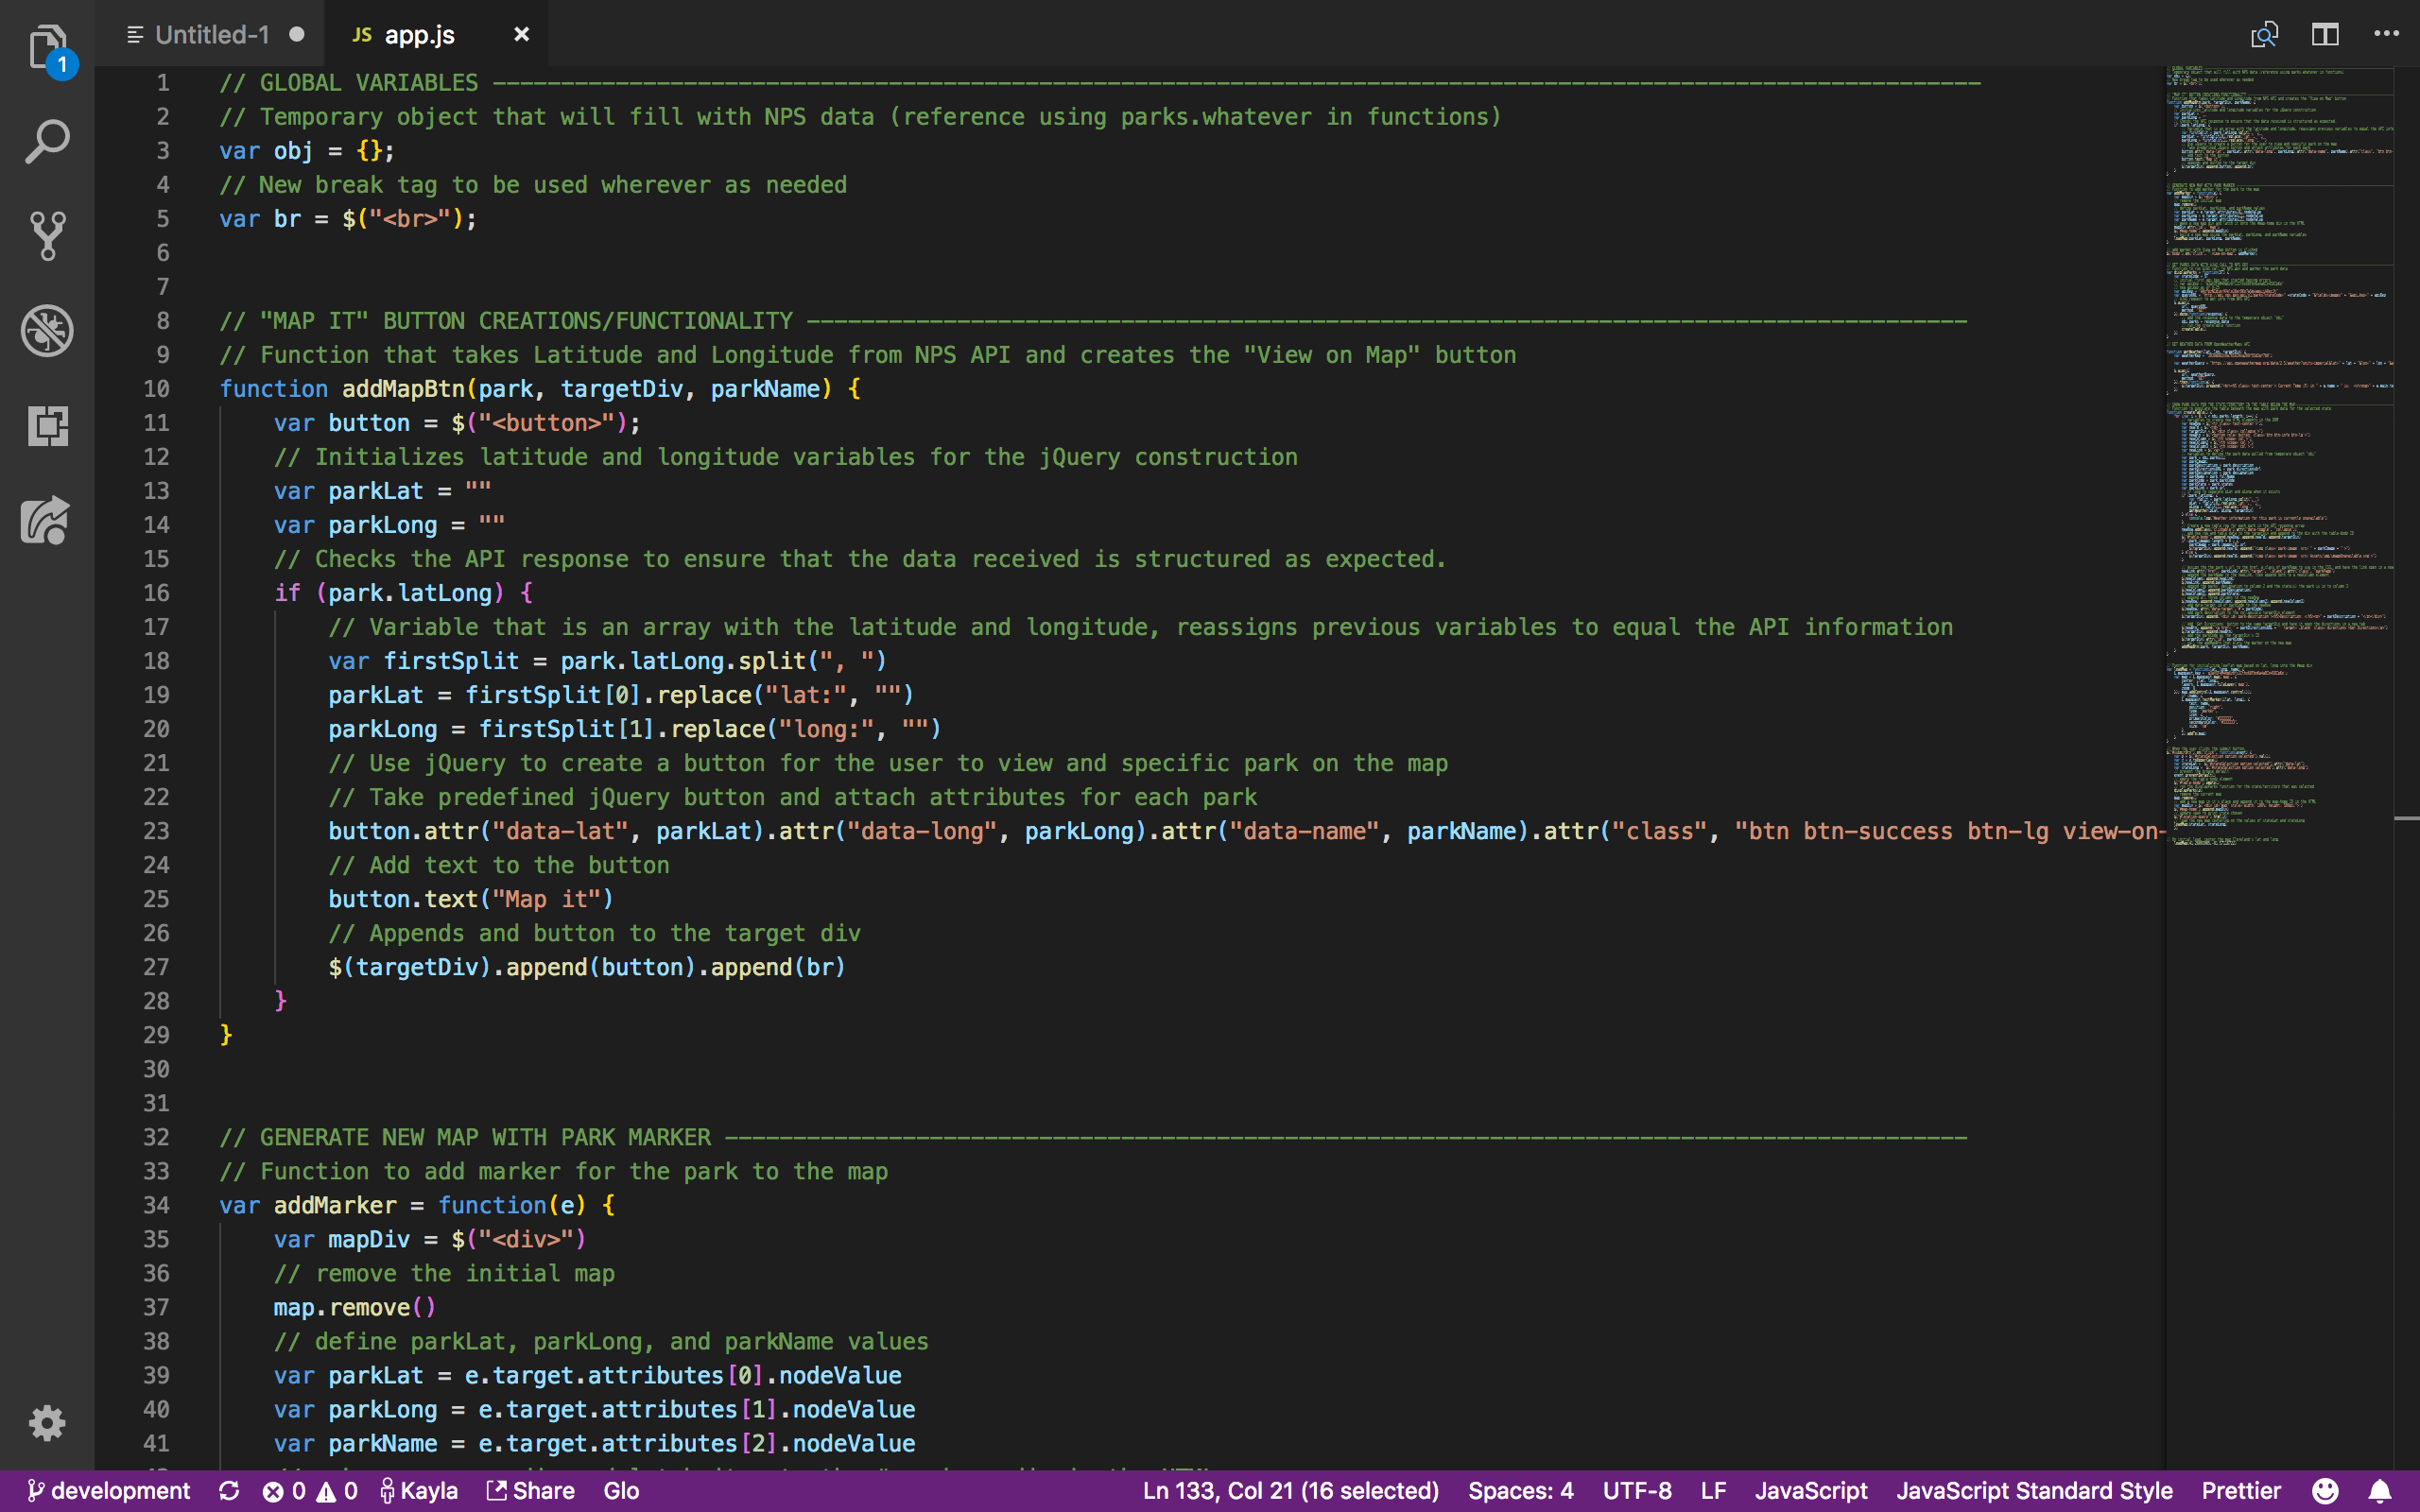 1
Untitled-1
JS app.js
1 // GLOBAL VARIABLES -------------------------------------------------------------------------------------------------------------
2 // Temporary object that will fill with NPS data (reference using parks.whatever in functions)
3 var obj = {};
4 // New break tag to be used wherever as needed
5 var br = $("<br>");
6
7
8 // "MAP IT" BUTTON CREATIONS/FUNCTIONALITY -------------------------------------------------------------------------------------
9 // Function that takes Latitude and Longitude from NPS API and creates the "View on Map" button
10 function addMapBtn(park, targetDiv, parkName) {
11     var button = $("<button>");
12     // Initializes latitude and longitude variables for the jQuery construction
13     var parkLat = ""
14     var parkLong = ""
15     // Checks the API response to ensure that the data received is structured as expected.
16     if (park.latLong) {
17         // Variable that is an array with the latitude and longitude, reassigns previous variables to equal the API information
18         var firstSplit = park.latLong.split(", ")
19         parkLat = firstSplit[0].replace("lat:", "")
20         parkLong = firstSplit[1].replace("long:", "")
21         // Use jQuery to create a button for the user to view and specific park on the map
22         // Take predefined jQuery button and attach attributes for each park
23         button.attr("data-lat", parkLat).attr("data-long", parkLong).attr("data-name", parkName).attr("class", "btn btn-success btn-lg view-on-
24         // Add text to the button
25         button.text("Map it")
26         // Appends and button to the target div
27         $(targetDiv).append(button).append(br)
28     }
29 }
30
31
32 // GENERATE NEW MAP WITH PARK MARKER -------------------------------------------------------------------------------------------
33 // Function to add marker for the park to the map
34 var addMarker = function(e) {
35     var mapDiv = $("<div>")
36     // remove the initial map
37     map.remove()
38     // define parkLat, parkLong, and parkName values
39     var parkLat = e.target.attributes[0].nodeValue
40     var parkLong = e.target.attributes[1].nodeValue
41     var parkName = e.target.attributes[2].nodeValue
development 0 0 Kayla Share Glo Ln 133, Col 21 (16 selected) Spaces: 4 UTF-8 LF JavaScript JavaScript Standard Style Prettier